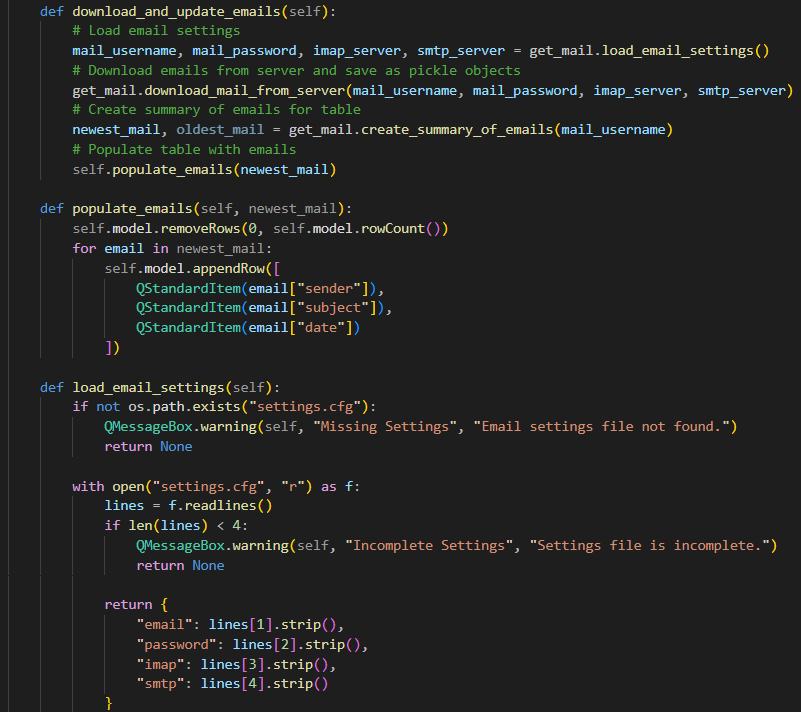 def download_and_update_emails(self):
    # Load email settings
    mail_username, mail_password, imap_server, smtp_server = get_mail.load_email_settings()
    # Download emails from server and save as pickle objects
    get_mail.download_mail_from_server(mail_username, mail_password, imap_server, smtp_server)
    # Create summary of emails for table
    newest_mail, oldest_mail = get_mail.create_summary_of_emails(mail_username)
    # Populate table with emails
    self.populate_emails(newest_mail)

def populate_emails(self, newest_mail):
    self.model.removeRows(0, self.model.rowCount())
    for email in newest_mail:
        self.model.appendRow([
            QStandardItem(email["sender"]),
            QStandardItem(email["subject"]),
            QStandardItem(email["date"])
        ])

def load_email_settings(self):
    if not os.path.exists("settings.cfg"):
        QMessageBox.warning(self, "Missing Settings", "Email settings file not found.")
        return None

    with open("settings.cfg", "r") as f:
        lines = f.readlines()
        if len(lines) < 4:
            QMessageBox.warning(self, "Incomplete Settings", "Settings file is incomplete.")
            return None

        return {
            "email": lines[1].strip(),
            "password": lines[2].strip(),
            "imap": lines[3].strip(),
            "smtp": lines[4].strip()
        }